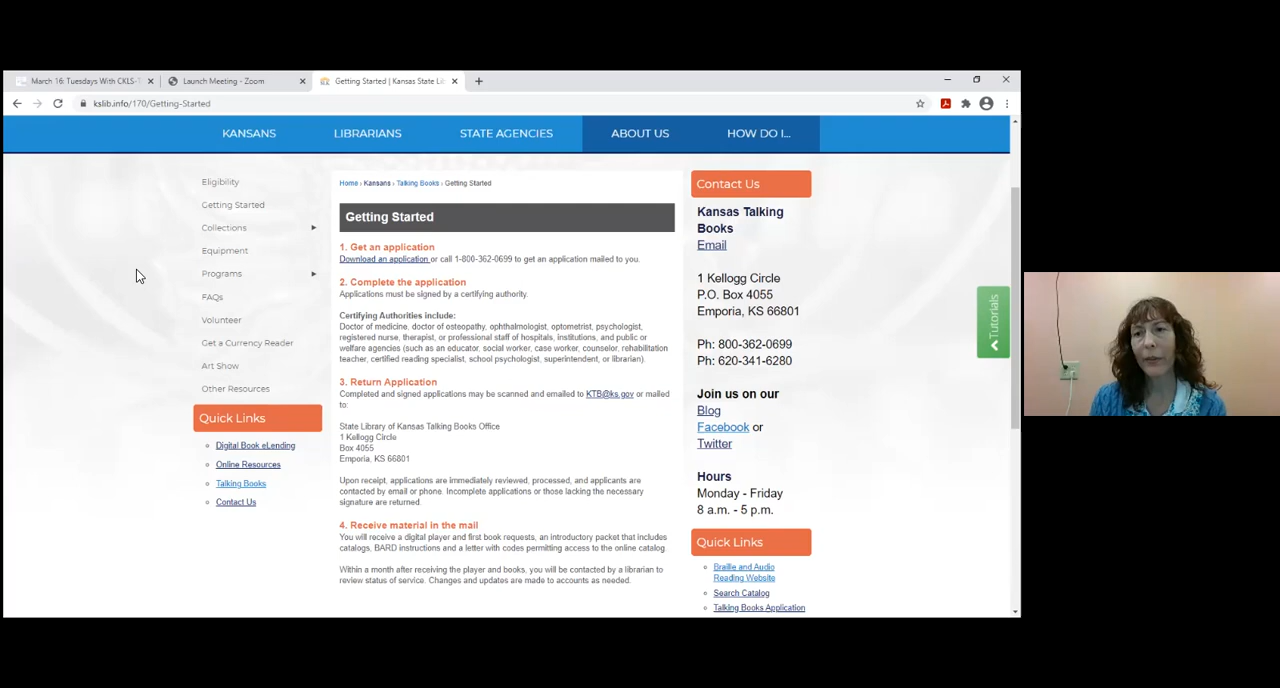 March 16: Tuesdays With CKLS-T
Launch Meeting - Zoom
Getting Started | Kansas State Lib
kslib.info/170/Getting-Started
KANSANS
LIBRARIANS
STATE AGENCIES
ABOUT US
HOW DO I...
Eligibility
Getting Started
Collections
Equipment
Programs
FAQs
Volunteer
Get a Currency Reader
Art Show
Other Resources
Quick Links
Digital Book eLending
Online Resources
Talking Books
Contact Us
Home › Kansans › Talking Books › Getting Started
Getting Started
1. Get an application
Download an application or call 1-800-362-0699 to get an application mailed to you.
2. Complete the application
Applications must be signed by a certifying authority.
Certifying Authorities include:
Doctor of medicine, doctor of osteopathy, ophthalmologist, optometrist, psychologist,
registered nurse, therapist, or professional staff of hospitals, institutions, and public or
welfare agencies (such as an educator, social worker, case worker, counselor, rehabilitation
teacher, certified reading specialist, school psychologist, superintendent, or librarian).
3. Return Application
Completed and signed applications may be scanned and emailed to KTB@ks.gov or mailed
to:
State Library of Kansas Talking Books Office
1 Kellogg Circle
Box 4055
Emporia, KS 66801
Upon receipt, applications are immediately reviewed, processed, and applicants are
contacted by email or phone. Incomplete applications or those lacking the necessary
signature are returned.
4. Receive material in the mail
You will receive a digital player and first book requests, an introductory packet that includes
catalogs, BARD instructions and a letter with codes permitting access to the online catalog.
Within a month after receiving the player and books, you will be contacted by a librarian to
review status of service. Changes and updates are made to accounts as needed.
Contact Us
Kansas Talking
Books
Email
1 Kellogg Circle
P.O. Box 4055
Emporia, KS 66801
Ph: 800-362-0699
Ph: 620-341-6280
Join us on our
Blog
Facebook or
Twitter
Hours
Monday - Friday
8 a.m. - 5 p.m.
Quick Links
Braille and Audio
Reading Website
Search Catalog
Talking Books Application
Tutorials